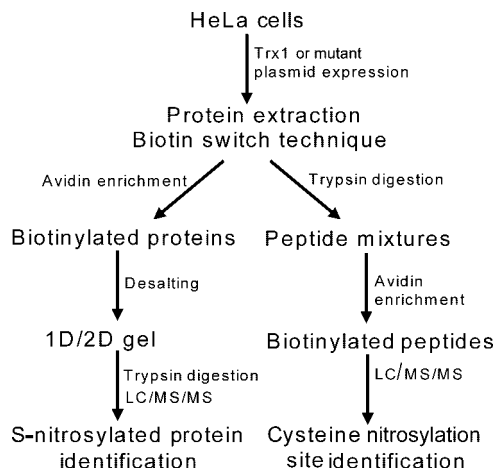 HeLa cells
Trx1 or mutant
plasmid expression
Protein extraction
Biotin switch technique
Avidin enrichment
Trypsin digestion
Biotinylated proteins
Peptide mixtures
Desalting
Avidin
enrichment
1D/2D gel
Biotinylated peptides
Trypsin digestion
LC/MS/MS
LC/MS/MS
S-nitrosylated protein
identification
Cysteine nitrosylation
site identification